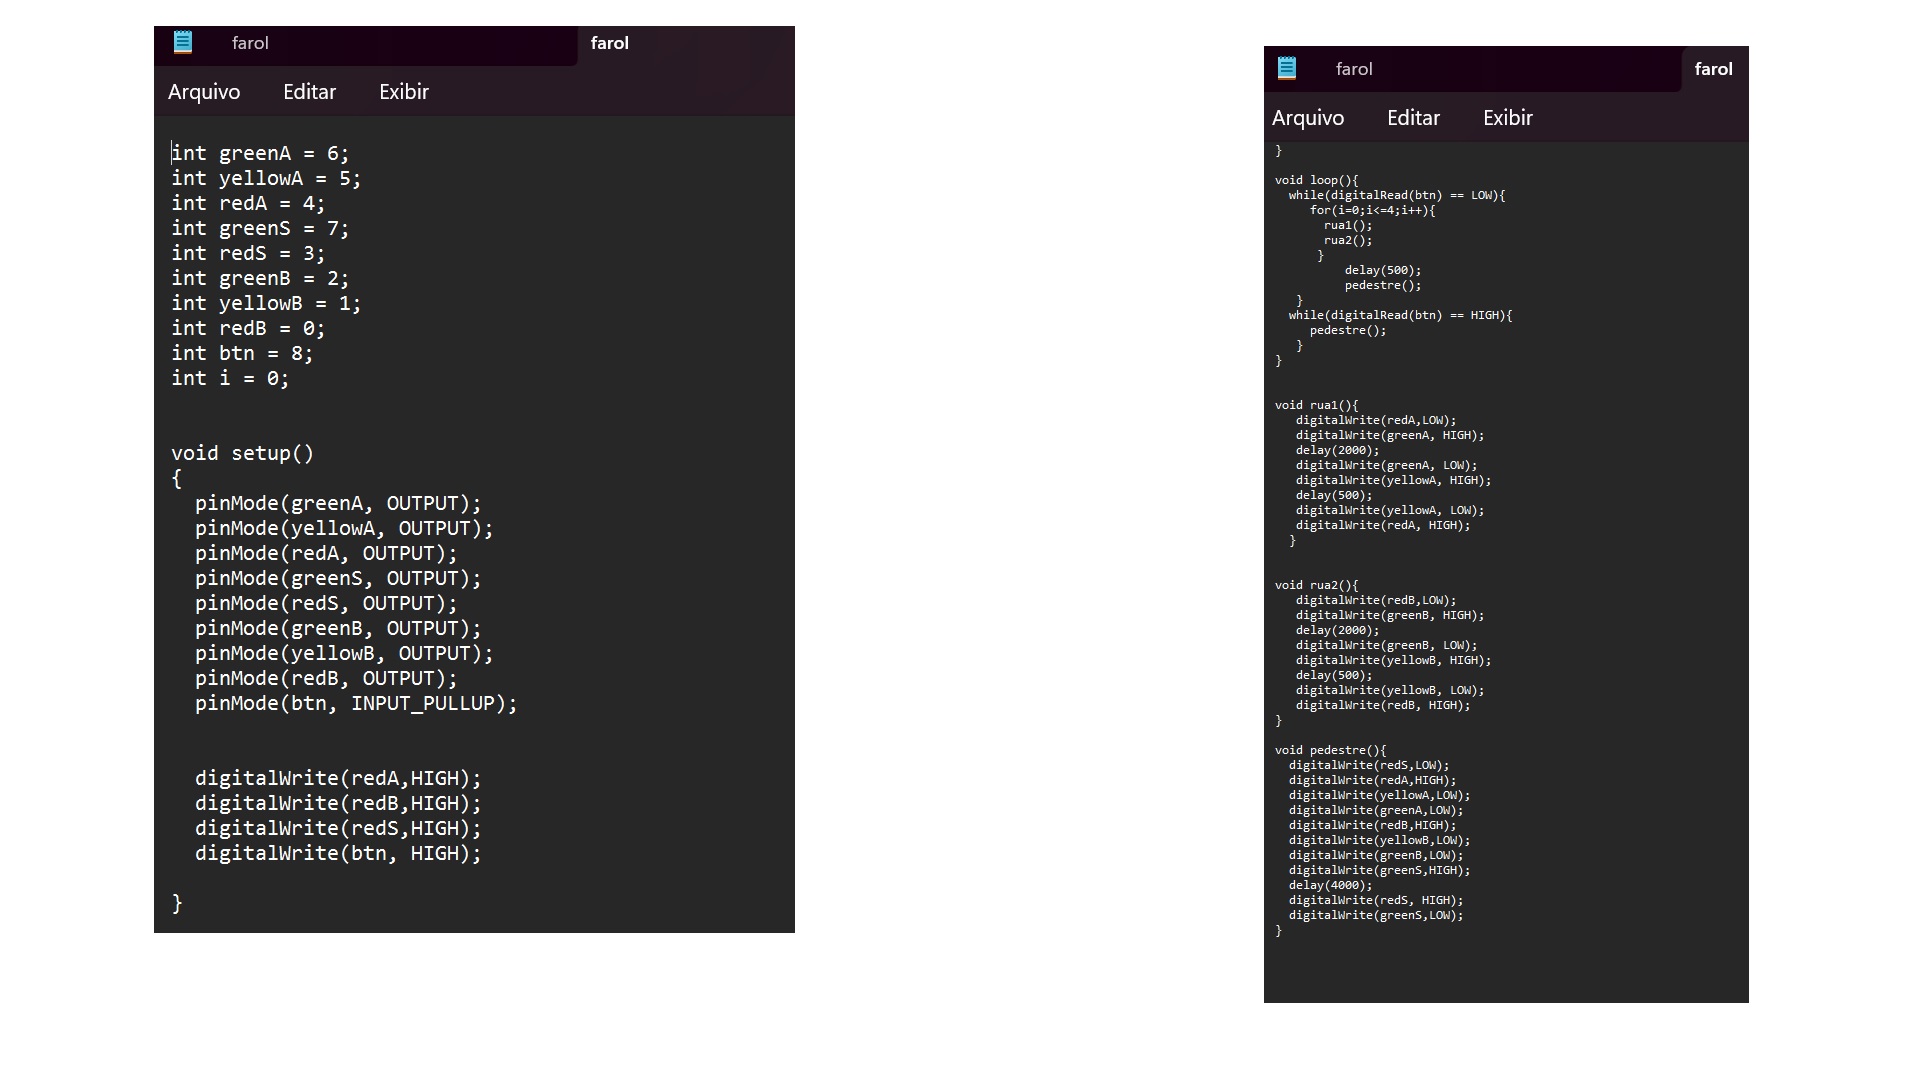 farol farol
Arquivo Editar Exibir
int greenA = 6;
int yellowA = 5;
int redA = 4;
int greenS = 7;
int redS = 3;
int greenB = 2;
int yellowB = 1;
int redB = 0;
int btn = 8;
int i = 0;
void setup()
{
pinMode(greenA, OUTPUT);
pinMode(yellowA, OUTPUT);
pinMode(redA, OUTPUT);
pinMode(greenS, OUTPUT);
pinMode(redS, OUTPUT);
pinMode(greenB, OUTPUT);
pinMode(yellowB, OUTPUT);
pinMode(redB, OUTPUT);
pinMode(btn, INPUT_PULLUP);
digitalWrite(redA,HIGH);
digitalWrite(redB,HIGH);
digitalWrite(redS,HIGH);
digitalWrite(btn, HIGH);
}
farol farol
Arquivo Editar Exibir
}
void loop(){
while(digitalRead(btn) == LOW){
for(i=0;i<=4;i++){
rua1();
rua2();
}
delay(500);
pedestre();
}
while(digitalRead(btn) == HIGH){
pedestre();
}
}
void rua1(){
digitalWrite(redA,LOW);
digitalWrite(greenA, HIGH);
delay(2000);
digitalWrite(greenA, LOW);
digitalWrite(yellowA, HIGH);
delay(500);
digitalWrite(yellowA, LOW);
digitalWrite(redA, HIGH);
}
void rua2(){
digitalWrite(redB,LOW);
digitalWrite(greenB, HIGH);
delay(2000);
digitalWrite(greenB, LOW);
digitalWrite(yellowB, HIGH);
delay(500);
digitalWrite(yellowB, LOW);
digitalWrite(redB, HIGH);
}
void pedestre(){
digitalWrite(redS,LOW);
digitalWrite(redA,HIGH);
digitalWrite(yellowA,LOW);
digitalWrite(greenA,LOW);
digitalWrite(redB,HIGH);
digitalWrite(yellowB,LOW);
digitalWrite(greenB,LOW);
digitalWrite(greenS,HIGH);
delay(4000);
digitalWrite(redS, HIGH);
digitalWrite(greenS,LOW);
}